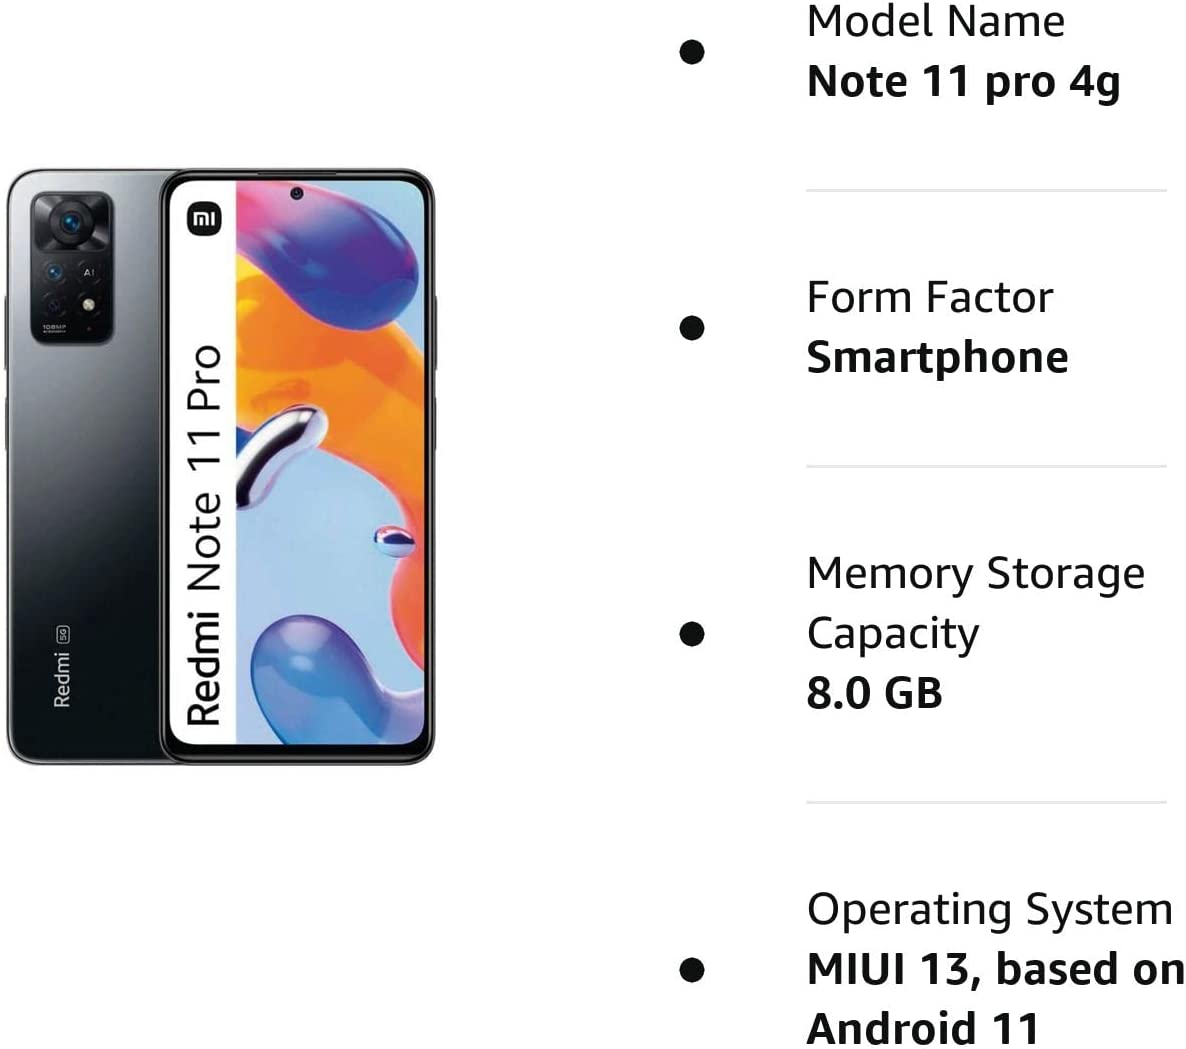 Model Name
Note 11 pro 4g
Form Factor
Smartphone
Memory Storage
Capacity
8.0 GB
Operating System
MIUI 13, based on
Android 11
mi
Redmi Note 11 Pro
AI
108MP
Redmi 5G